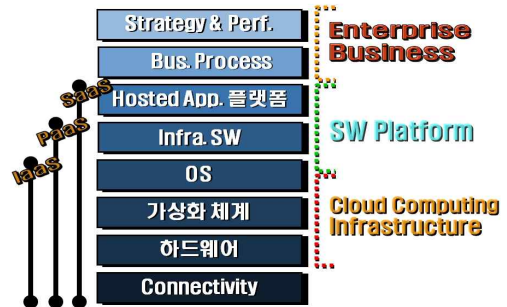 Strategy & Perf.
Bus. Process
Hosted App. 플랫폼
Infra. SW
OS
가상화 체계
하드웨어
Connectivity
SaaS
PaaS
IaaS
Enterprise
Business
SW Platform
Cloud Computing
Infrastructure